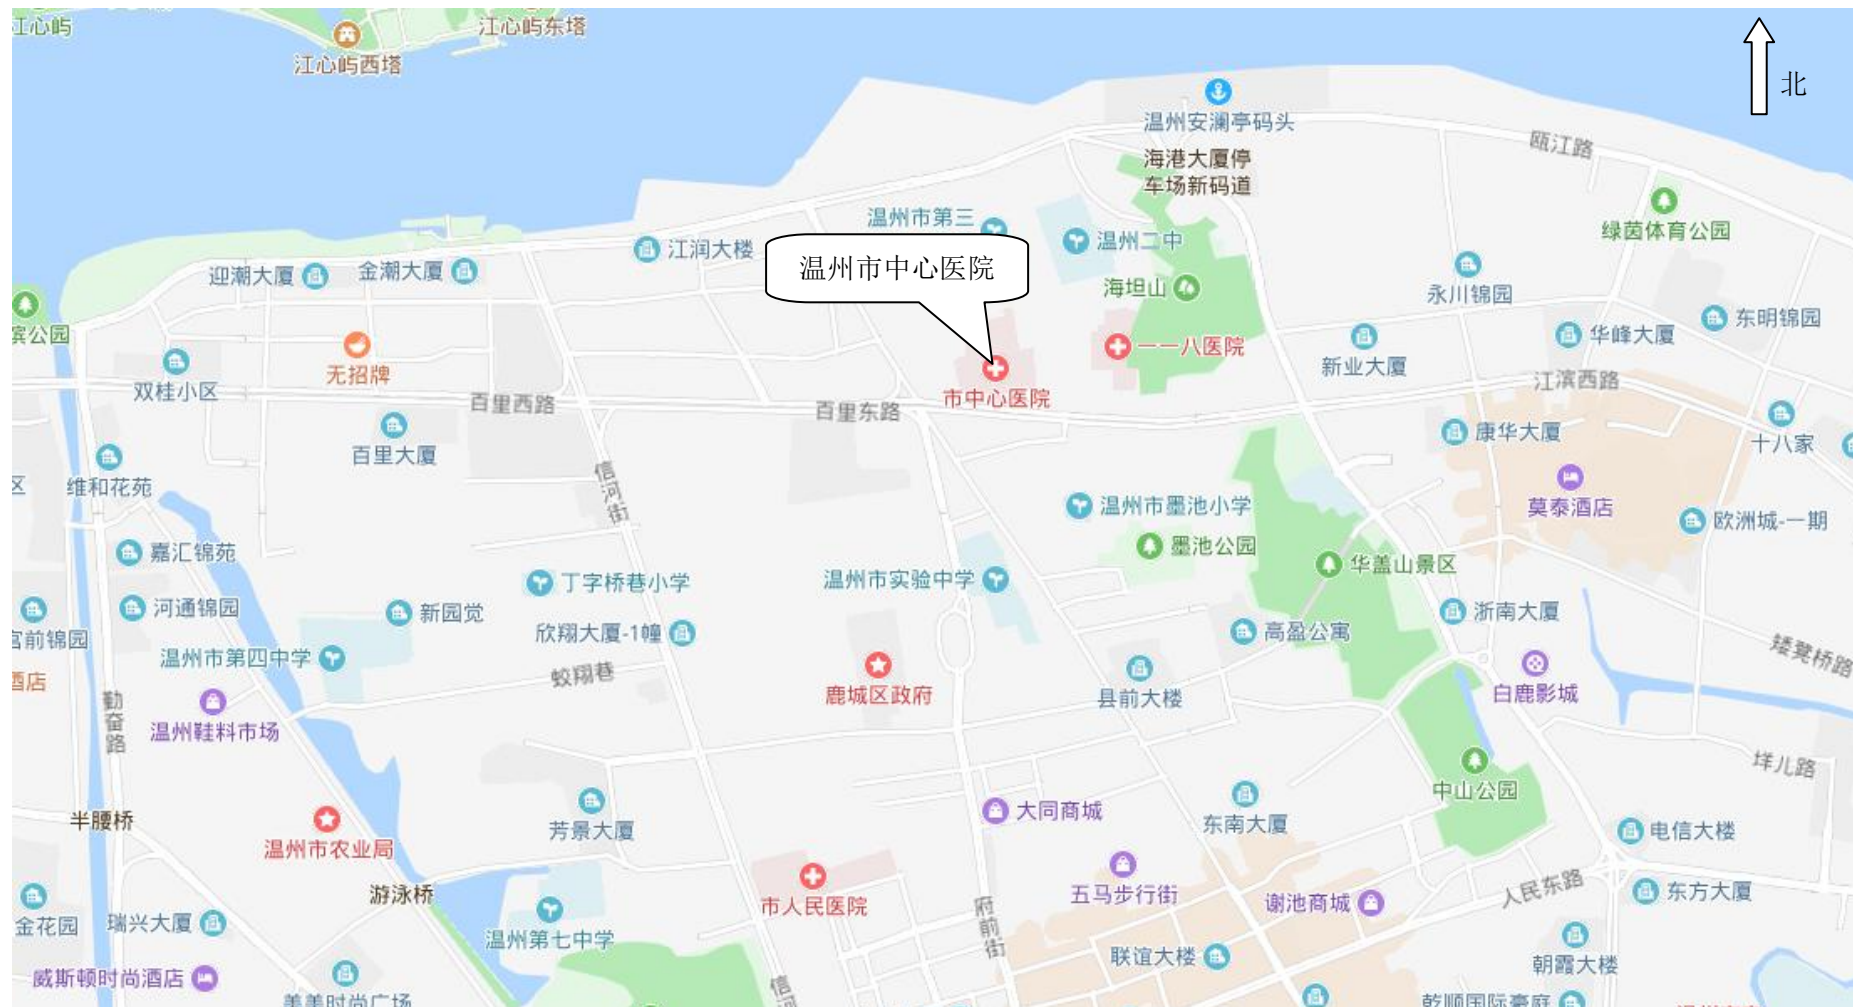 江心屿
江心屿东塔
江心屿西塔
北
温州安澜亭码头
海港大厦停
车场新码道
瓯江路
绿茵体育公园
温州市第三
温州二中
江润大楼
温州市中心医院
迎潮大厦
金潮大厦
海坦山
永川锦园
东明锦园
滨公园
华峰大厦
一一八医院
新业大厦
无招牌
双桂小区
市中心医院
江滨西路
百里西路
百里东路
康华大厦
十八家
百里大厦
区
维和花苑
信河街
温州市墨池小学
莫泰酒店
欧洲城-一期
墨池公园
嘉汇锦苑
华盖山景区
丁字桥巷小学
温州市实验中学
河通锦园
新园觉
浙南大厦
宫前锦园
欣翔大厦-1幢
高盈公寓
温州市第四中学
矮凳桥路
蛟翔巷
酒店
鹿城区政府
县前大楼
白鹿影城
勤奋路
温州鞋料市场
垟儿路
中山公园
大同商城
东南大厦
半腰桥
芳景大厦
电信大楼
温州市农业局
游泳桥
五马步行街
人民东路
东方大厦
市人民医院
谢池商城
金花园
瑞兴大厦
府前街
温州第七中学
联谊大楼
朝霞大楼
威斯顿时尚酒店
信河
美美时尚广场
乾顺国际豪庭